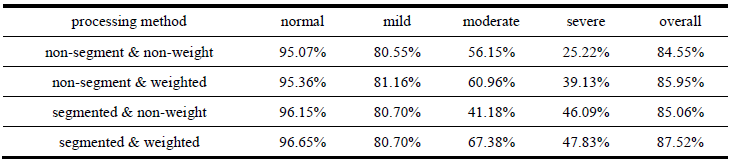 processing method normal mild moderate severe overall
non-segment & non-weight 95.07% 80.55% 56.15% 25.22% 84.55%
non-segment & weighted 95.36% 81.16% 60.96% 39.13% 85.95%
segmented & non-weight 96.15% 80.70% 41.18% 46.09% 85.06%
segmented & weighted 96.65% 80.70% 67.38% 47.83% 87.52%